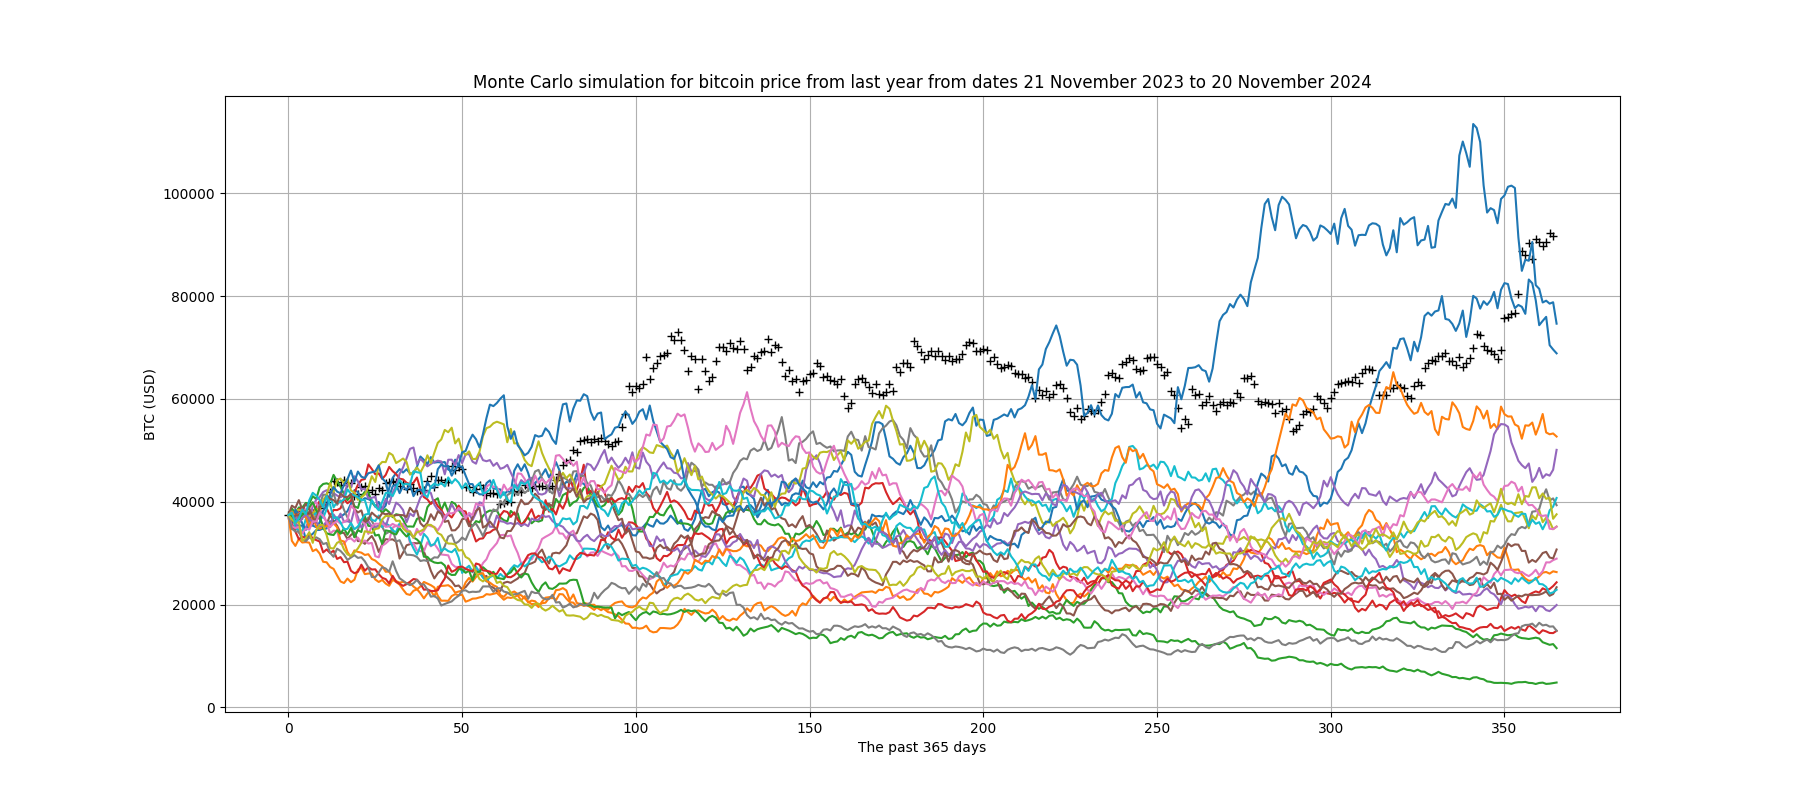 Monte Carlo simulation for bitcoin price from last year from dates 21 November 2023 to 20 November 2024
100000
80000
60000
40000
20000
0
BTC (USD)
0 50 100 150 200 250 300 350
The past 365 days